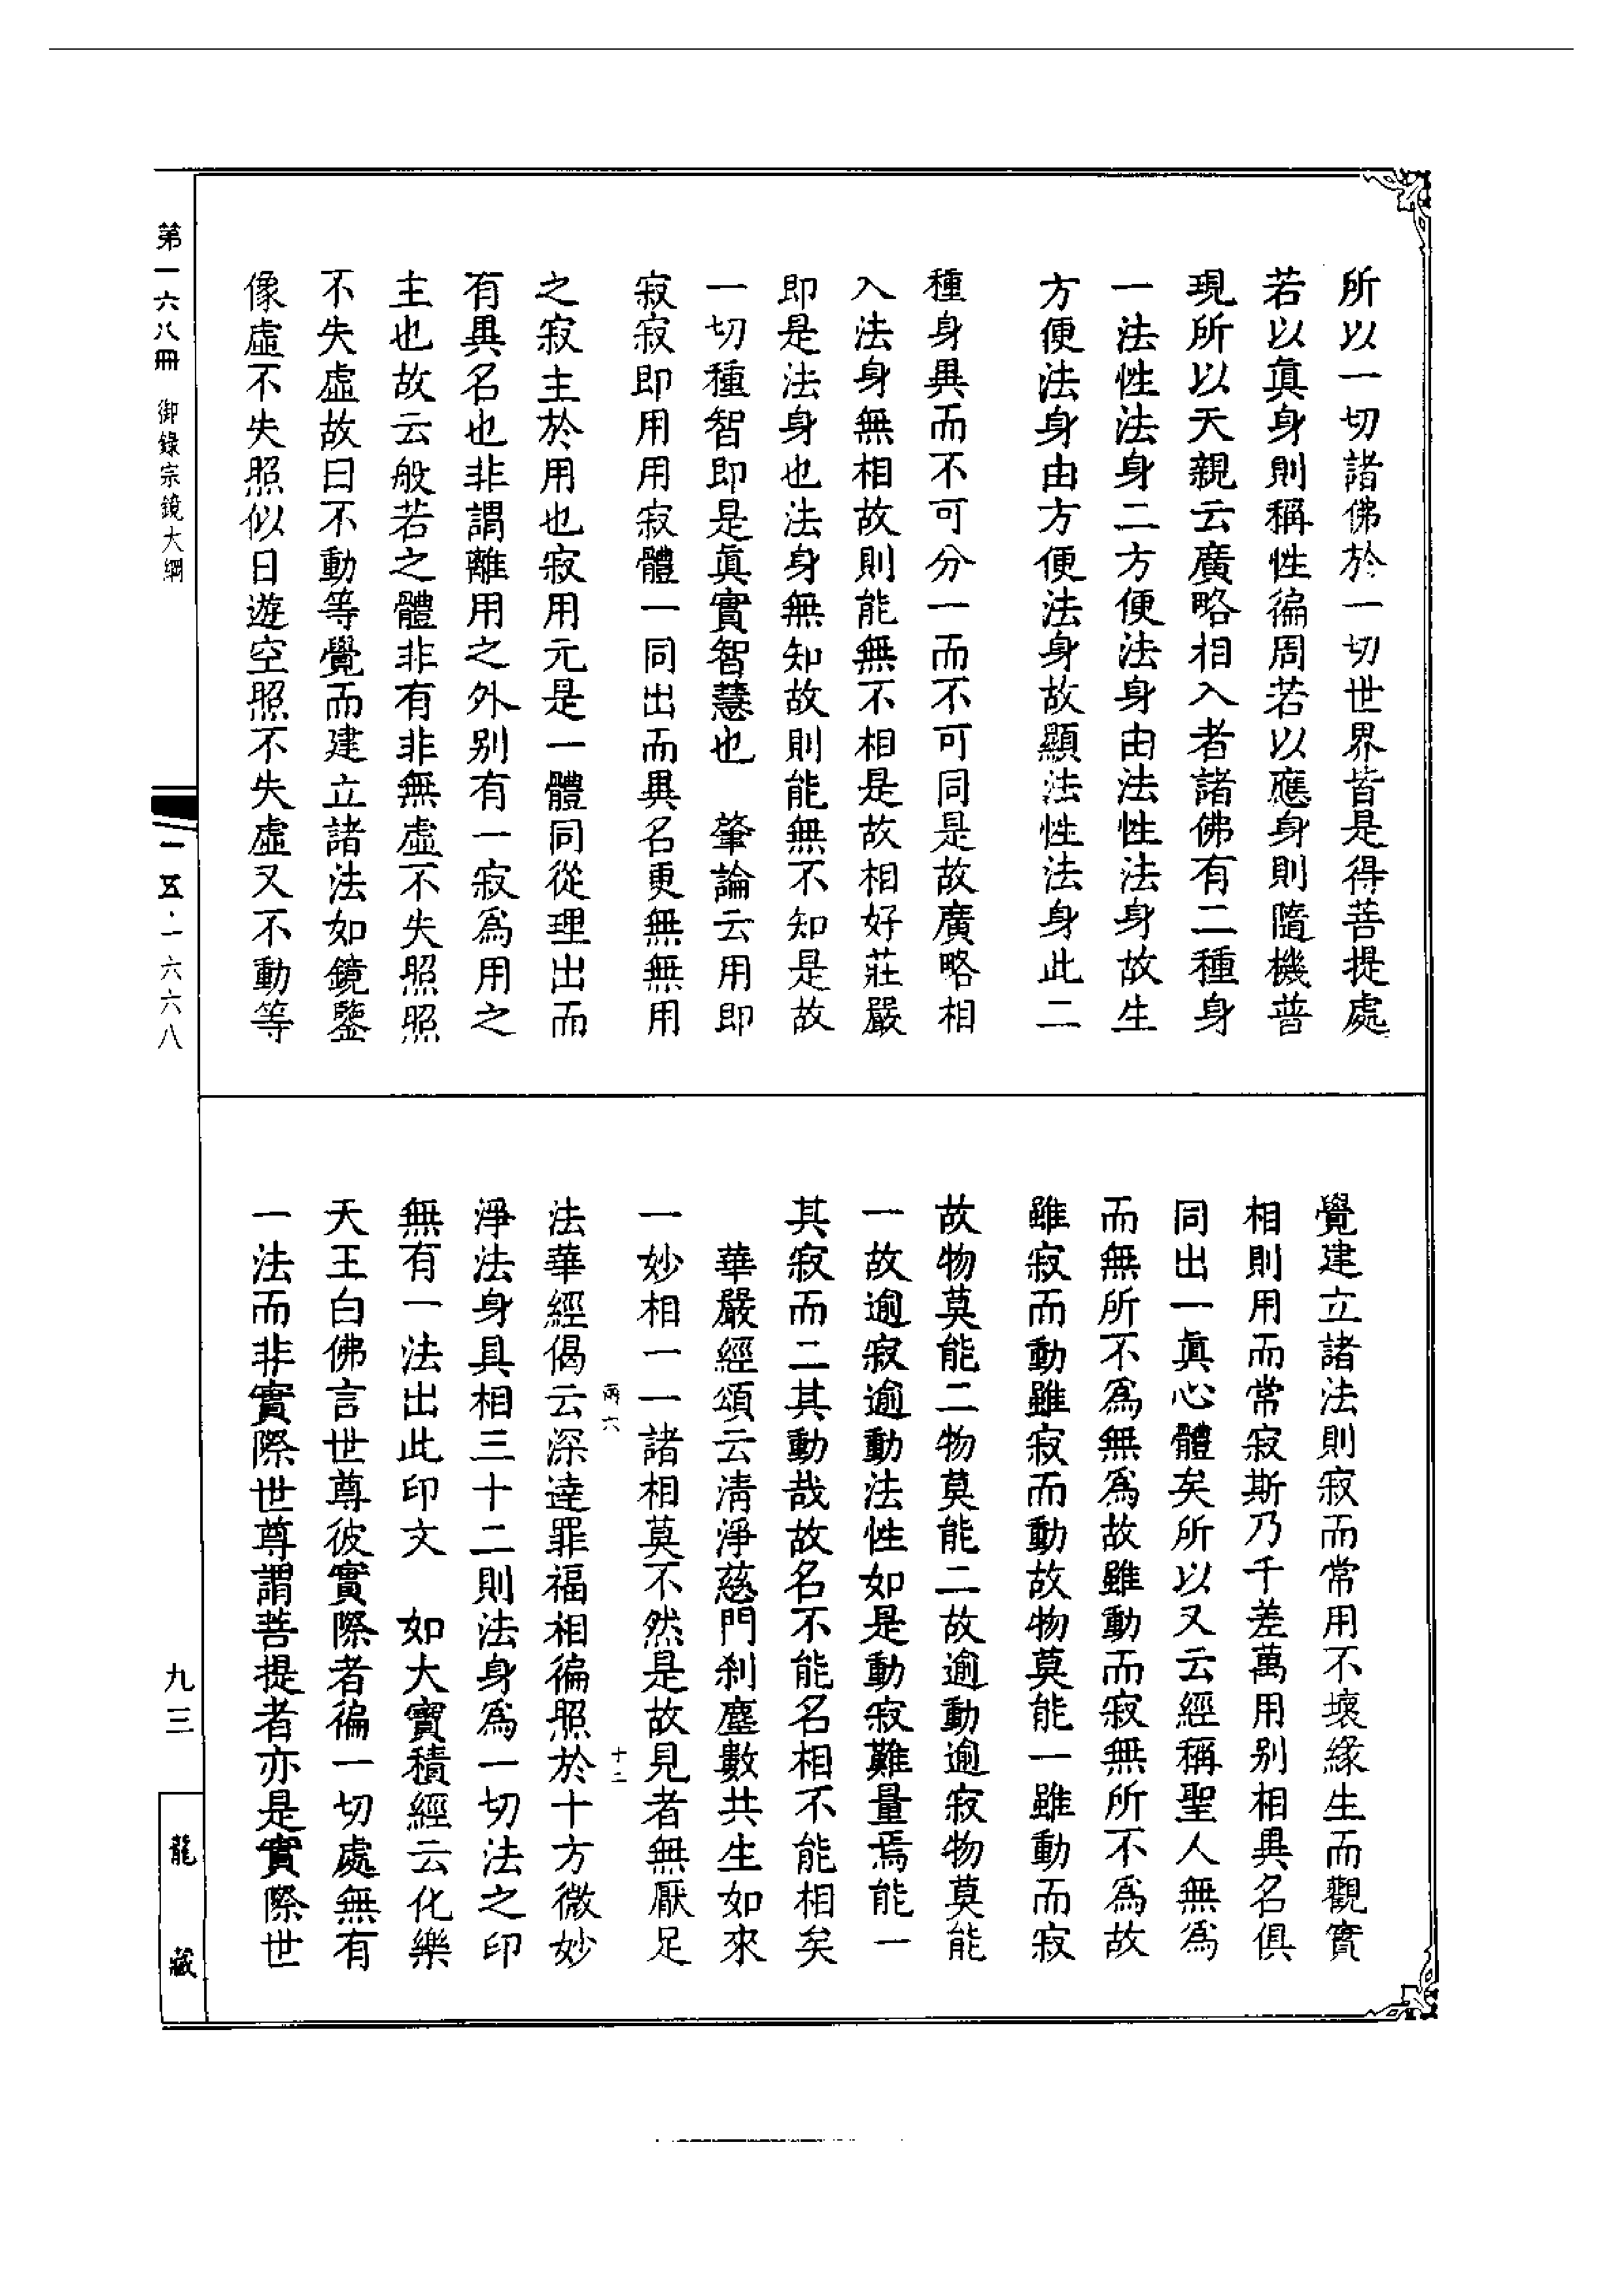 所以一切諸佛於一切世界皆是得菩提處
若以眞身則稱性徧周若以應身則隨機普
現所以天親云廣略相入者諸佛有二種身
一法性法身二方便法身由法性法身故生
方便法身由方便法身故顯法性法身此二
種身異而不可分一而不可同是故廣略相
入法身無相故則能無不相是故相好莊嚴
即是法身也法身無知故則能無不知是故
一切種智即是眞實智慧也　肇論云用即
寂寂即用用寂體一同出而異名更無無用
之寂主於用也寂用元是一體同從理出而
有異名也非謂離用之外別有一寂爲用之
主也故云般若之體非有非無虛不失照照
不失虛故曰不動等覺而建立諸法如鏡鑒
像虛不失照似日遊空照不失虛又不動等
覺建立諸法則寂而常用不壞緣生而觀實
相則用而常寂斯乃千差萬用別相異名俱
同出一眞心體矣所以又云經稱聖人無爲
而無所不爲無爲故雖動而寂無所不爲故
雖寂而動雖寂而動故物莫能一雖動而寂
故物莫能二物莫能二故逾動逾寂物莫能
一故逾寂逾動法性如是動寂難量焉能一
其寂而二其動哉故名不能名相不能相矣
　華嚴經頌云清淨慈門刹塵數共生如來
一妙相一一諸相莫不然是故見者無厭足
法華經偈云深達罪福相徧照於十方微妙
淨法身具相三十二則法身爲一切法之印
無有一法出此印文　如大寶積經云化樂
天王白佛言世尊彼實際者徧一切處無有
一法而非實際世尊謂菩提者亦是實際世
兩六
十二
第一六八冊 御錄宗鏡大綱
一五·一六六八
九三
龍藏